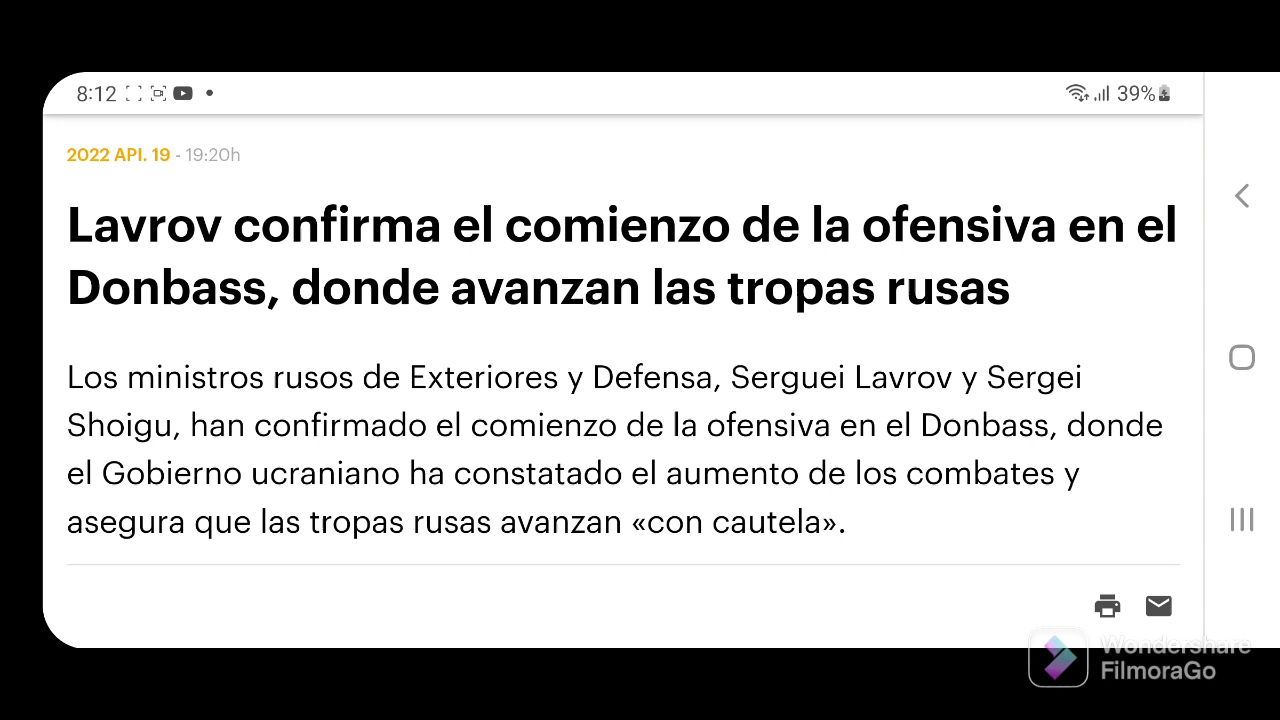 8:12
39%
2022 API. 19 - 19:20h
Lavrov confirma el comienzo de la ofensiva en el
Donbass, donde avanzan las tropas rusas
Los ministros rusos de Exteriores y Defensa, Serguei Lavrov y Sergei
Shoigu, han confirmado el comienzo de la ofensiva en el Donbass, donde
el Gobierno ucraniano ha constatado el aumento de los combates y
asegura que las tropas rusas avanzan «con cautela».
Wondershare
FilmoraGo